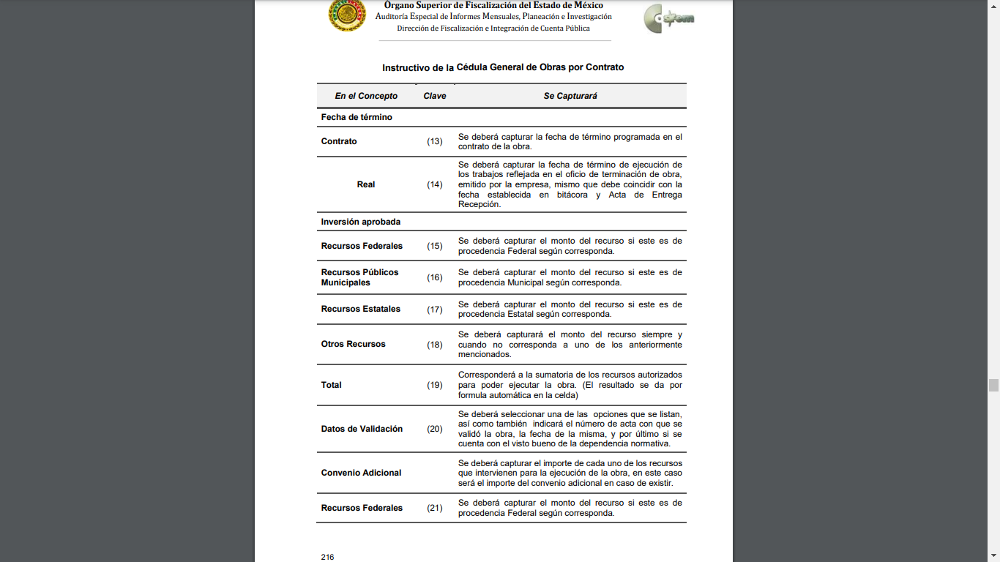 Órgano Superior de Fiscalización del Estado de México
Auditoría Especial de Informes Mensuales, Planeación e Investigación
Dirección de Fiscalización e Integración de Cuenta Pública
osfem
Instructivo de la Cédula General de Obras por Contrato
En el Concepto Clave Se Capturará
Fecha de término
Contrato (13) Se deberá capturar la fecha de término programada en el
contrato de la obra.
Real (14) Se deberá capturar la fecha de término de ejecución de
los trabajos reflejada en el oficio de terminación de obra,
emitido por la empresa, mismo que debe coincidir con la
fecha establecida en bitácora y Acta de Entrega
Recepción.
Inversión aprobada
Recursos Federales (15) Se deberá capturar el monto del recurso si este es de
procedencia Federal según corresponda.
Recursos Públicos
Municipales (16) Se deberá capturar el monto del recurso si este es de
procedencia Municipal según corresponda.
Recursos Estatales (17) Se deberá capturar el monto del recurso si este es de
procedencia Estatal según corresponda.
Otros Recursos (18) Se deberá capturará el monto del recurso siempre y
cuando no corresponda a uno de los anteriormente
mencionados.
Total (19) Corresponderá a la sumatoria de los recursos autorizados
para poder ejecutar la obra. (El resultado se da por
formula automática en la celda)
Datos de Validación (20) Se deberá seleccionar una de las opciones que se listan,
así como también indicará el número de acta con que se
validó la obra, la fecha de la misma, y por último si se
cuenta con el visto bueno de la dependencia normativa.
Convenio Adicional Se deberá capturar el importe de cada uno de los recursos
que intervienen para la ejecución de la obra, en este caso
será el importe del convenio adicional en caso de existir.
Recursos Federales (21) Se deberá capturar el monto del recurso si este es de
procedencia Federal según corresponda.
216